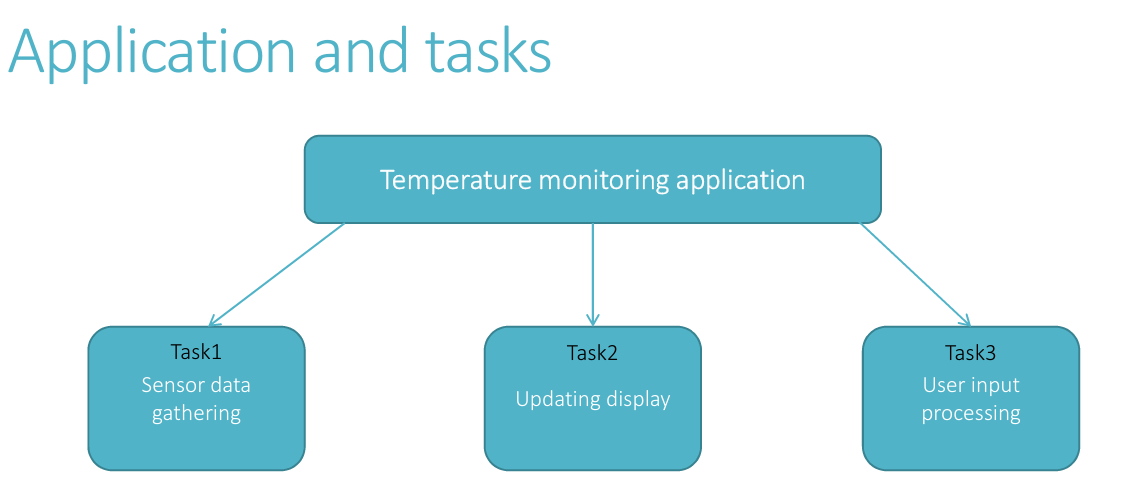 Application and tasks
Temperature monitoring application
Task1
Sensor data
gathering
Task2
Updating display
Task3
User input
processing